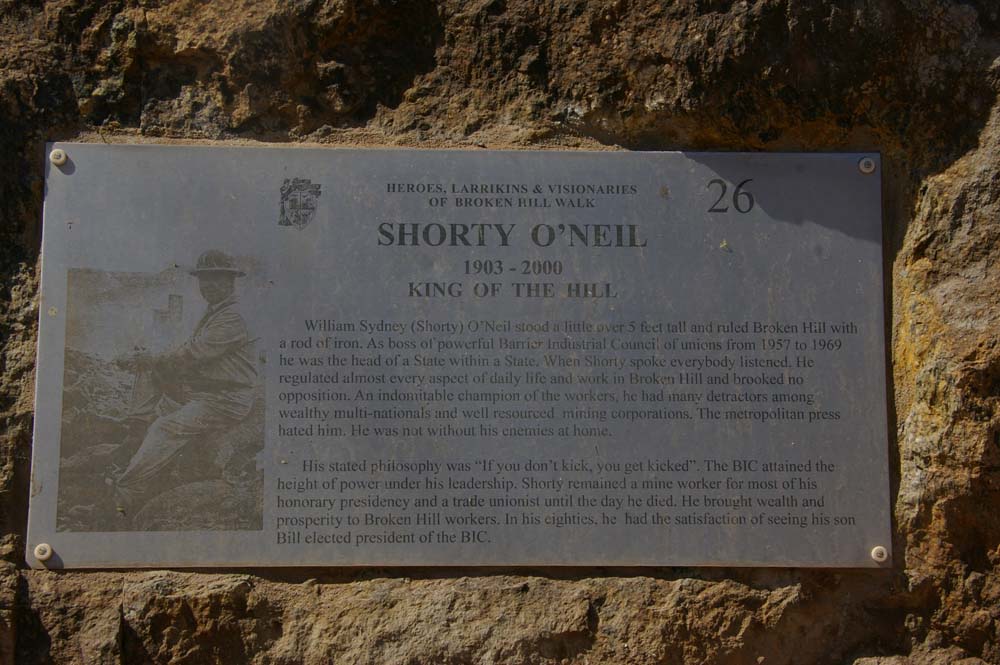 HEROES, LARRIKINS & VISIONARIES
OF BROKEN HILL WALK
26
SHORTY O'NEIL
1903 - 2000
KING OF THE HILL
William Sydney (Shorty) O'Neil stood a little over 5 feet tall and ruled Broken Hill with
a rod of iron. As boss of powerful Barrier Industrial Council of unions from 1957 to 1969
he was the head of a State within a State. When Shorty spoke everybody listened. He
regulated almost every aspect of daily life and work in Broken Hill and brooked no
opposition. An indomitable champion of the workers, he had many detractors among
wealthy multi-nationals and well resourced mining corporations. The metropolitan press
hated him. He was not without his enemies at home.
His stated philosophy was "If you don't kick, you get kicked". The BIC attained the
height of power under his leadership. Shorty remained a mine worker for most of his
honorary presidency and a trade unionist until the day he died. He brought wealth and
prosperity to Broken Hill workers. In his eighties, he had the satisfaction of seeing his son
Bill elected president of the BIC.